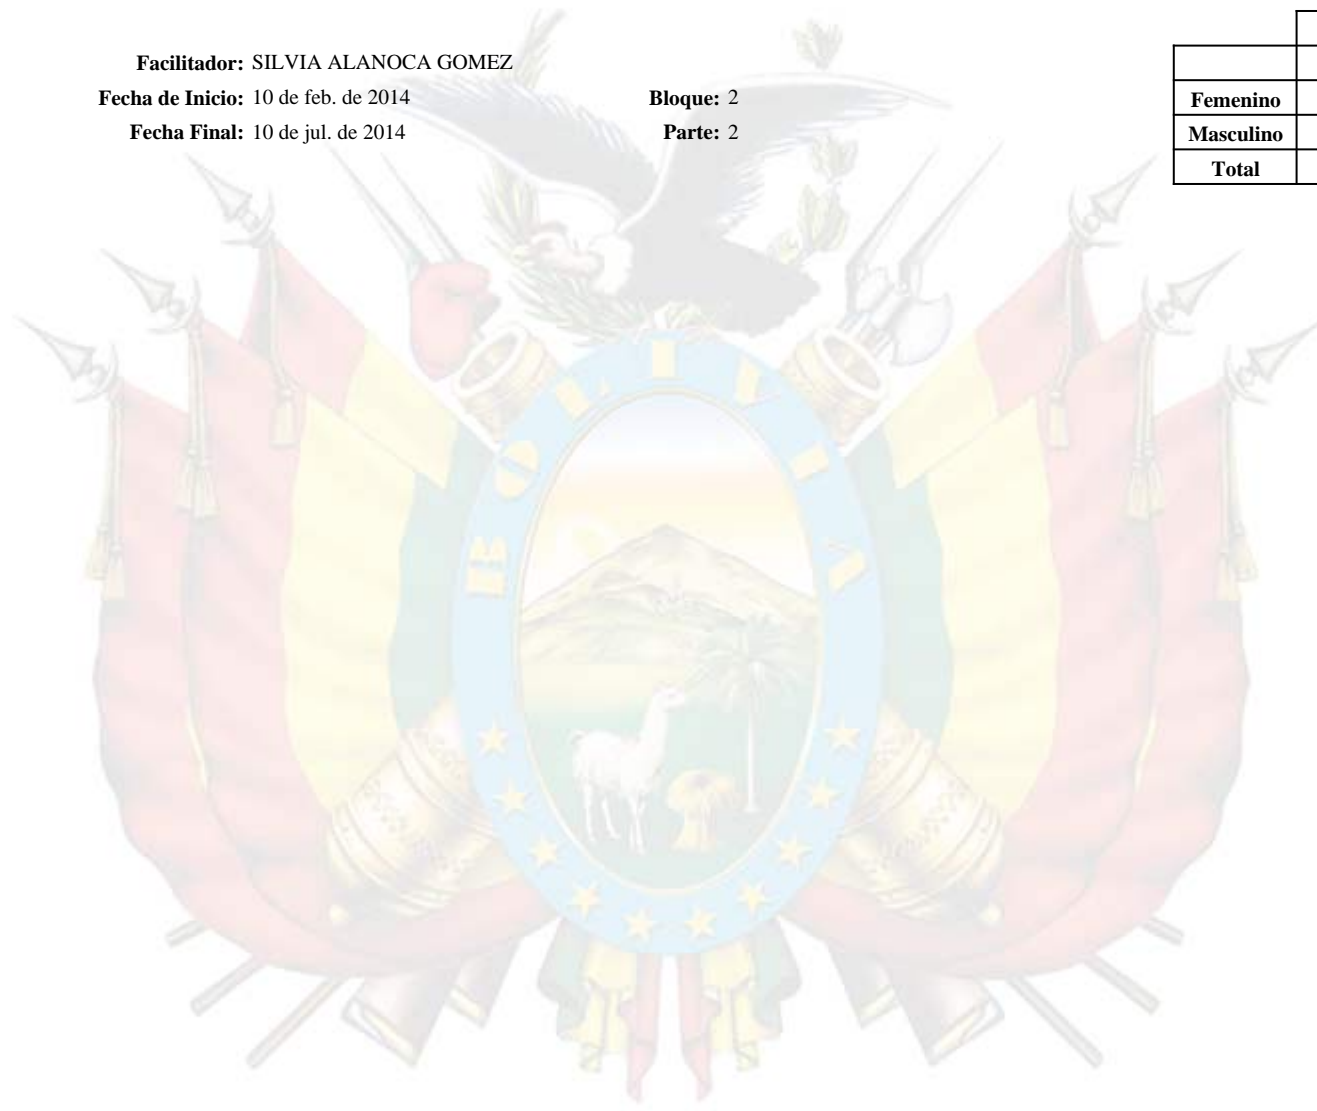 Facilitador: SILVIA ALANOCA GOMEZ
Fecha de Inicio: 10 de feb. de 2014 Bloque: 2
Fecha Final: 10 de jul. de 2014 Parte: 2
Femenino
Masculino
Total
BOLIVIA